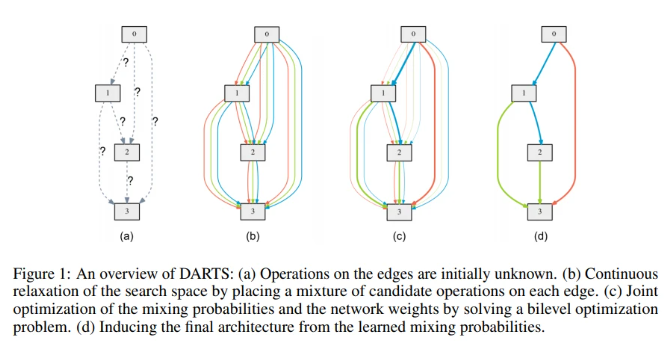 0
?
1
?
?
?
?
2
?
3
(a)
0
1
2
3
(b)
0
1
2
3
(c)
0
1
2
3
(d)
Figure 1: An overview of DARTS: (a) Operations on the edges are initially unknown. (b) Continuous
relaxation of the search space by placing a mixture of candidate operations on each edge. (c) Joint
optimization of the mixing probabilities and the network weights by solving a bilevel optimization
problem. (d) Inducing the final architecture from the learned mixing probabilities.